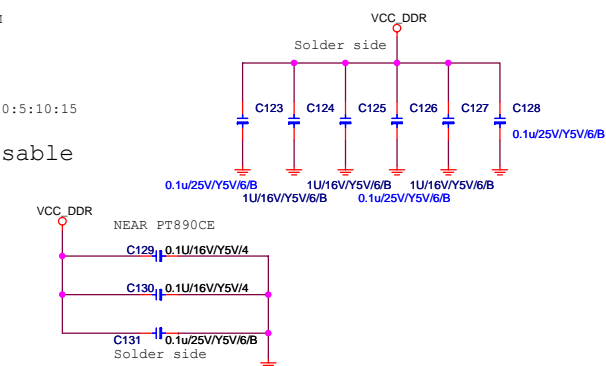 VCC_DDR
Solder side
0:5:10:15
C123 C124 C125 C126 C127 C128
0.1u/25V/Y5V/6/B
sable
0.1u/25V/Y5V/6/B 1U/16V/Y5V/6/B 1U/16V/Y5V/6/B
1U/16V/Y5V/6/B 0.1u/25V/Y5V/6/B
VCC_DDR
NEAR PT890CE
C129 0.1U/16V/Y5V/4
C130 0.1U/16V/Y5V/4
C131 0.1u/25V/Y5V/6/B
Solder side